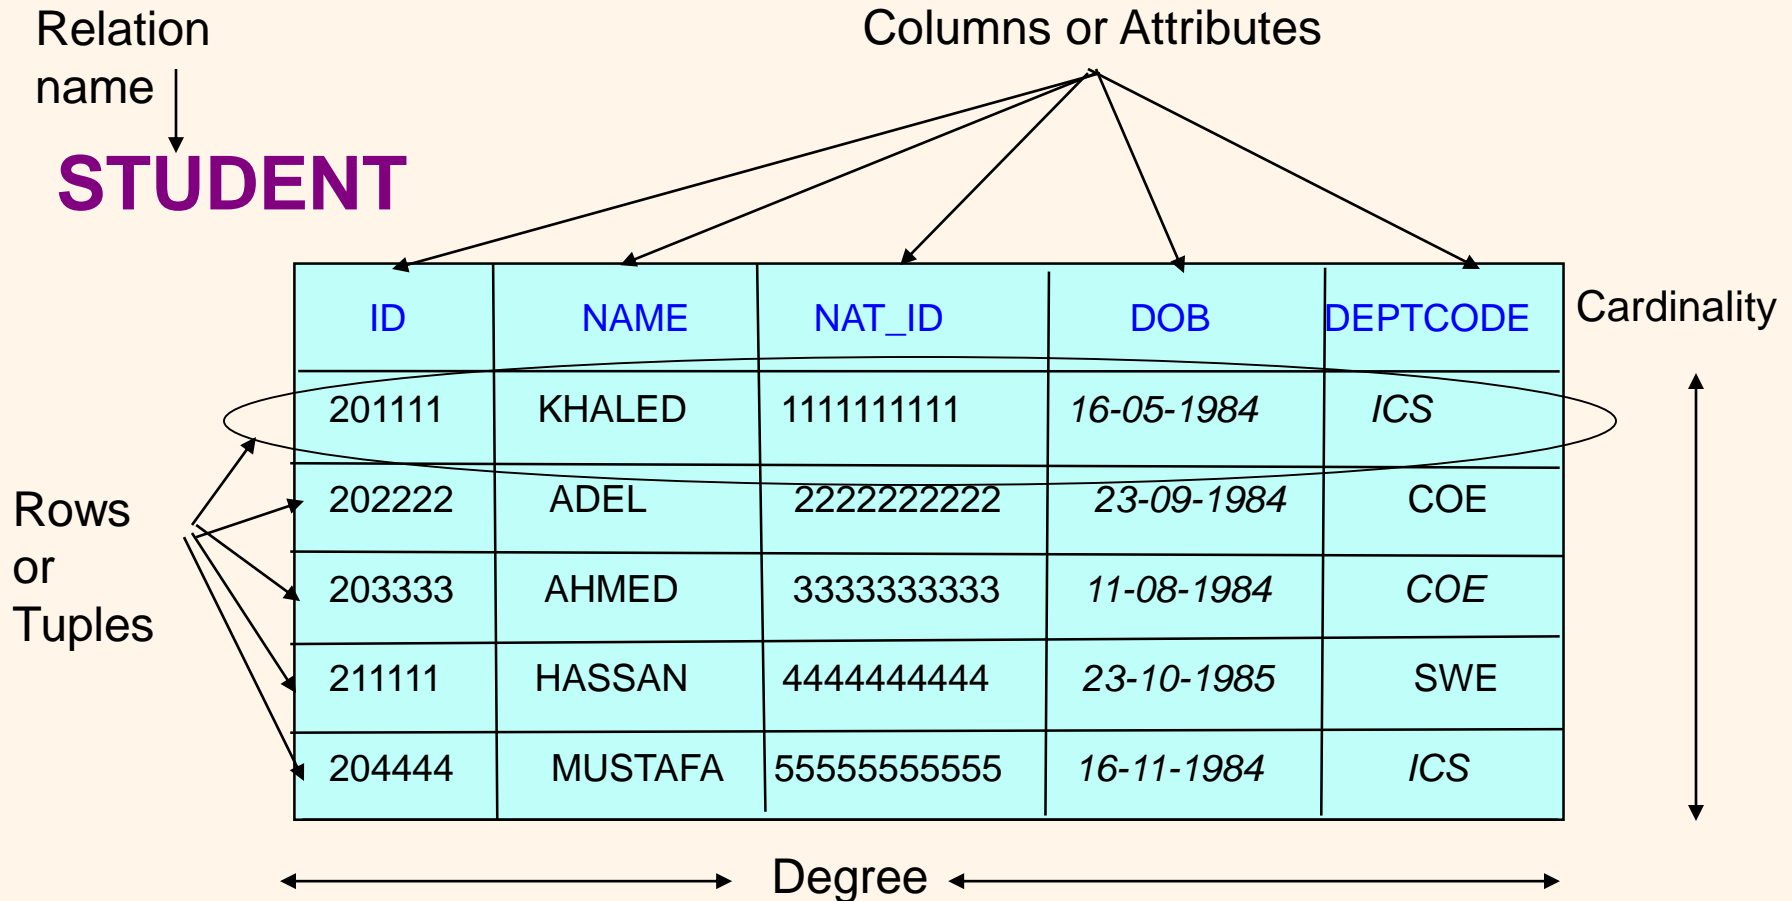 Relation
name
Columns or Attributes
STUDENT
ID NAME NAT_ID DOB DEPTCODE
Cardinality
201111 KHALED 1111111111 16-05-1984 ICS
202222 ADEL 2222222222 23-09-1984 COE
203333 AHMED 3333333333 11-08-1984 COE
211111 HASSAN 4444444444 23-10-1985 SWE
204444 MUSTAFA 55555555555 16-11-1984 ICS
Rows
or
Tuples
Degree